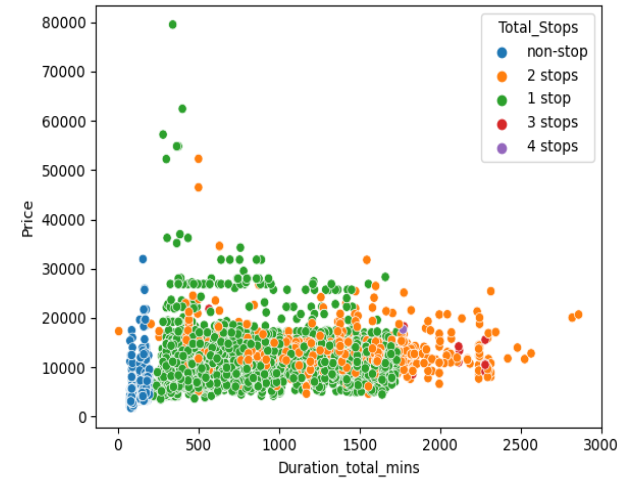 Total_Stops
non-stop
2 stops
1 stop
3 stops
4 stops
80000
70000
60000
50000
40000
30000
20000
10000
0
Price
0 500 1000 1500 2000 2500 3000
Duration_total_mins